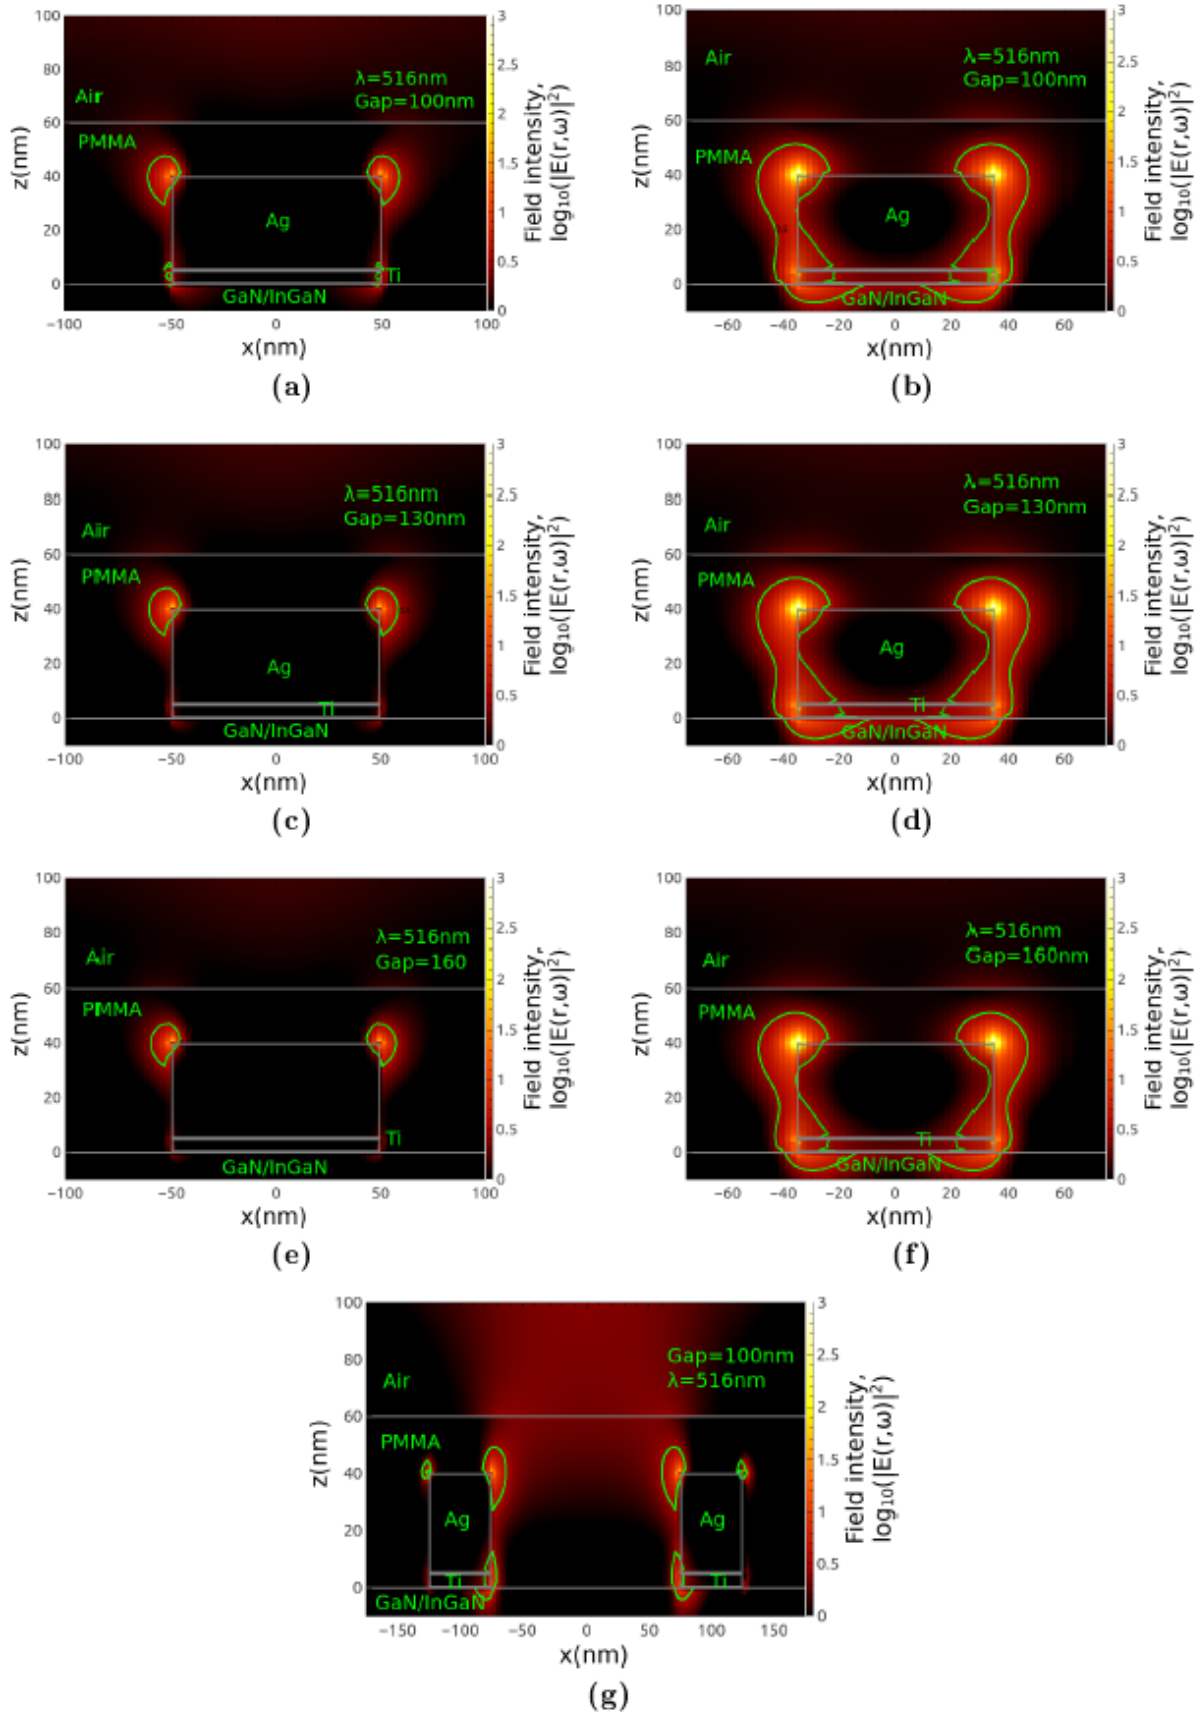 100
80
60
40
20
0
z(nm)
Air
PMMA
λ=516nm
Gap=100nm
Ag
Ti
GaN/InGaN
−100 −50 0 50 100
x(nm)
3
2.5
2
1.5
1
0.5
0
Field intensity,
log₁₀(|E(r,ω)|²)
(a)
100
80
60
40
20
0
z(nm)
Air
PMMA
λ=516nm
Gap=100nm
Ag
Ti
GaN/InGaN
−60 −40 −20 0 20 40 60
x(nm)
3
2.5
2
1.5
1
0.5
0
Field intensity,
log₁₀(|E(r,ω)|²)
(b)
100
80
60
40
20
0
z(nm)
Air
PMMA
λ=516nm
Gap=130nm
Ag
Ti
GaN/InGaN
−100 −50 0 50 100
x(nm)
3
2.5
2
1.5
1
0.5
0
Field intensity,
log₁₀(|E(r,ω)|²)
(c)
100
80
60
40
20
0
z(nm)
Air
PMMA
λ=516nm
Gap=130nm
Ag
Ti
GaN/InGaN
−60 −40 −20 0 20 40 60
x(nm)
3
2.5
2
1.5
1
0.5
0
Field intensity,
log₁₀(|E(r,ω)|²)
(d)
100
80
60
40
20
0
z(nm)
Air
PMMA
λ=516nm
Gap=160
Ti
GaN/InGaN
−100 −50 0 50 100
x(nm)
3
2.5
2
1.5
1
0.5
0
Field intensity,
log₁₀(|E(r,ω)|²)
(e)
100
80
60
40
20
0
z(nm)
Air
PMMA
λ=516nm
Gap=160nm
Ti
GaN/InGaN
−60 −40 −20 0 20 40 60
x(nm)
3
2.5
2
1.5
1
0.5
0
Field intensity,
log₁₀(|E(r,ω)|²)
(f)
100
80
60
40
20
0
z(nm)
Gap=100nm
λ=516nm
Air
PMMA
Ag Ag
Ti Ti
GaN/InGaN
−150 −100 −50 0 50 100 150
x(nm)
3
2.5
2
1.5
1
0.5
0
Field intensity,
log₁₀(|E(r,ω)|²)
(g)